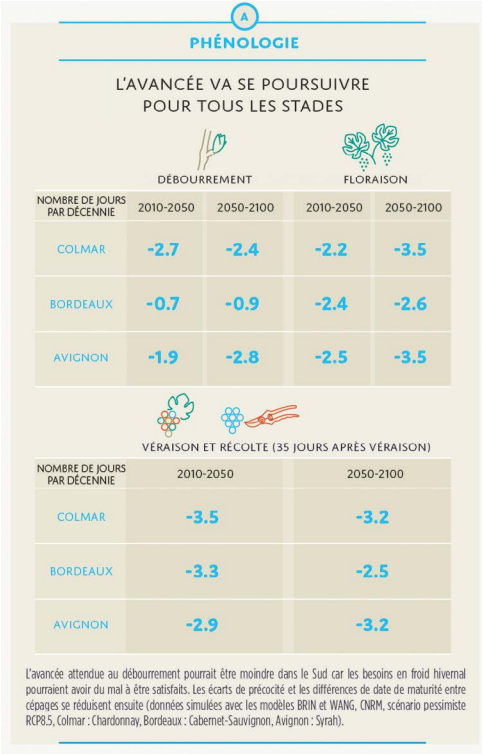 A
PHÉNOLOGIE
L'AVANCÉE VA SE POURSUIVRE
POUR TOUS LES STADES
DÉBOURREMENT FLORAISON
NOMBRE DE JOURS
PAR DÉCENNIE 2010-2050 2050-2100 2010-2050 2050-2100
COLMAR -2.7 -2.4 -2.2 -3.5
BORDEAUX -0.7 -0.9 -2.4 -2.6
AVIGNON -1.9 -2.8 -2.5 -3.5
VÉRAISON ET RÉCOLTE (35 JOURS APRÈS VÉRAISON)
NOMBRE DE JOURS
PAR DÉCENNIE 2010-2050 2050-2100
COLMAR -3.5 -3.2
BORDEAUX -3.3 -2.5
AVIGNON -2.9 -3.2
L'avancée attendue au débourrement pourrait être moindre dans le Sud car les besoins en froid hivernal
pourraient avoir du mal à être satisfaits. Les écarts de précocité et les différences de date de maturité entre
cépages se réduisent ensuite (données simulées avec les modèles BRIN et WANG, CNRM, scénario pessimiste
RCP8.5, Colmar : Chardonnay, Bordeaux : Cabernet-Sauvignon, Avignon : Syrah).